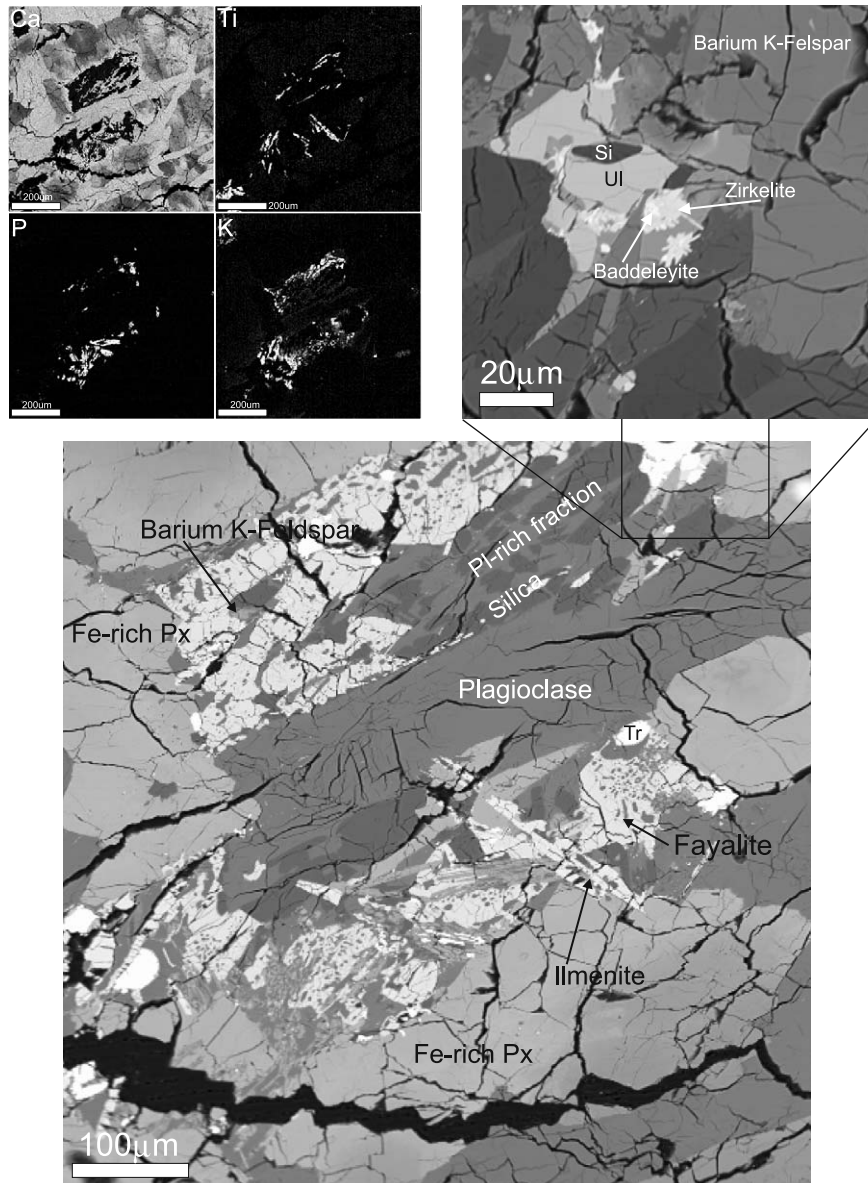 Ca
Ti
200um
200um
P
K
200um
200um
Barium K-Felspar
Si
Ul
Zirkelite
Baddeleyite
20μm
Barium K-Feldspar
Pl-rich fraction
Silica
Fe-rich Px
Plagioclase
Tr
Fayalite
Ilmenite
Fe-rich Px
100μm